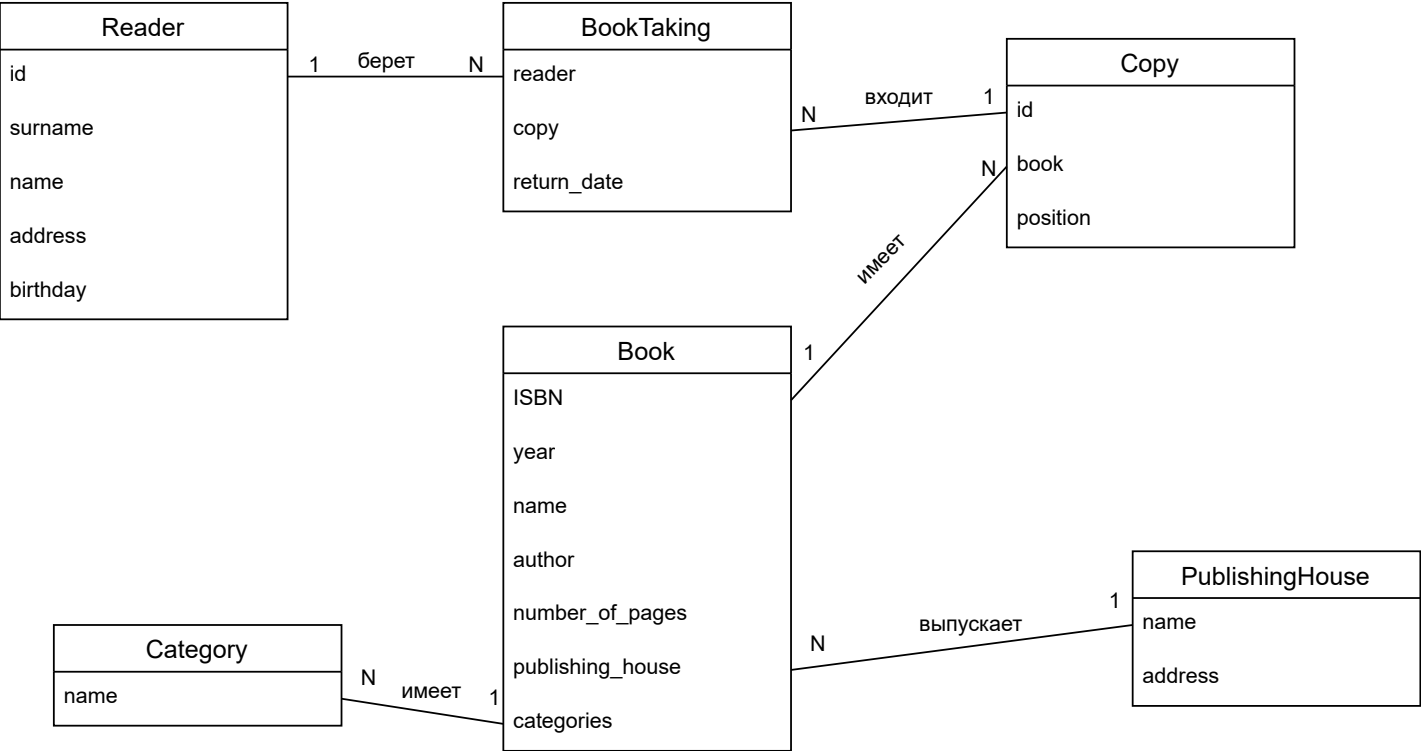 Reader
id
surname
name
address
birthday
1
берет
N
BookTaking
reader
copy
return_date
N
входит
1
Copy
id
book
position
N
имеет
1
Book
ISBN
year
name
author
number_of_pages
publishing_house
categories
N
имеет
1
Category
name
N
выпускает
1
PublishingHouse
name
address